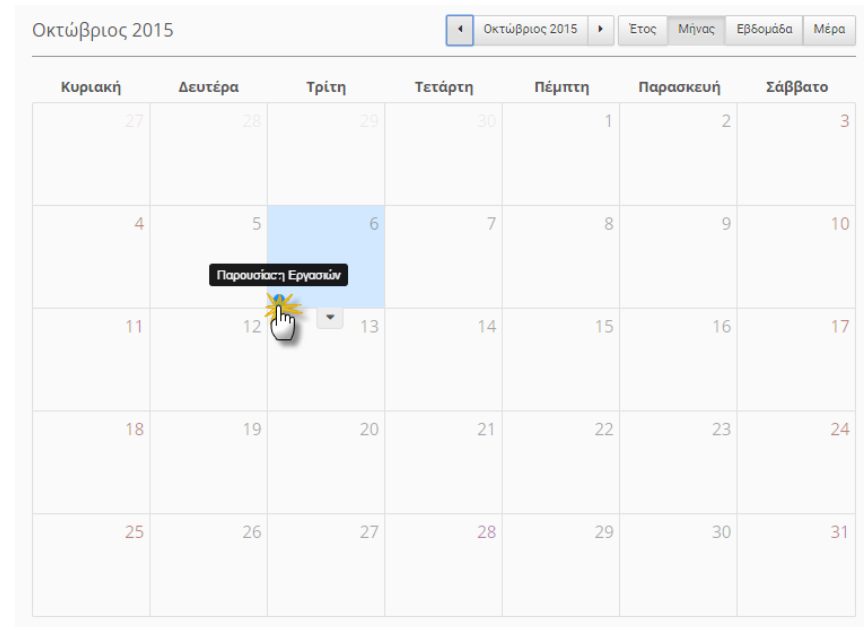 Οκτώβριος 2015
Οκτώβριος 2015 Έτος Μήνας Εβδομάδα Μέρα
Κυριακή Δευτέρα Τρίτη Τετάρτη Πέμπτη Παρασκευή Σάββατο
27 28 29 30 1 2 3
4 5 6 7 8 9 10
Παρουσίαση Εργασιών
11 12 13 14 15 16 17
18 19 20 21 22 23 24
25 26 27 28 29 30 31